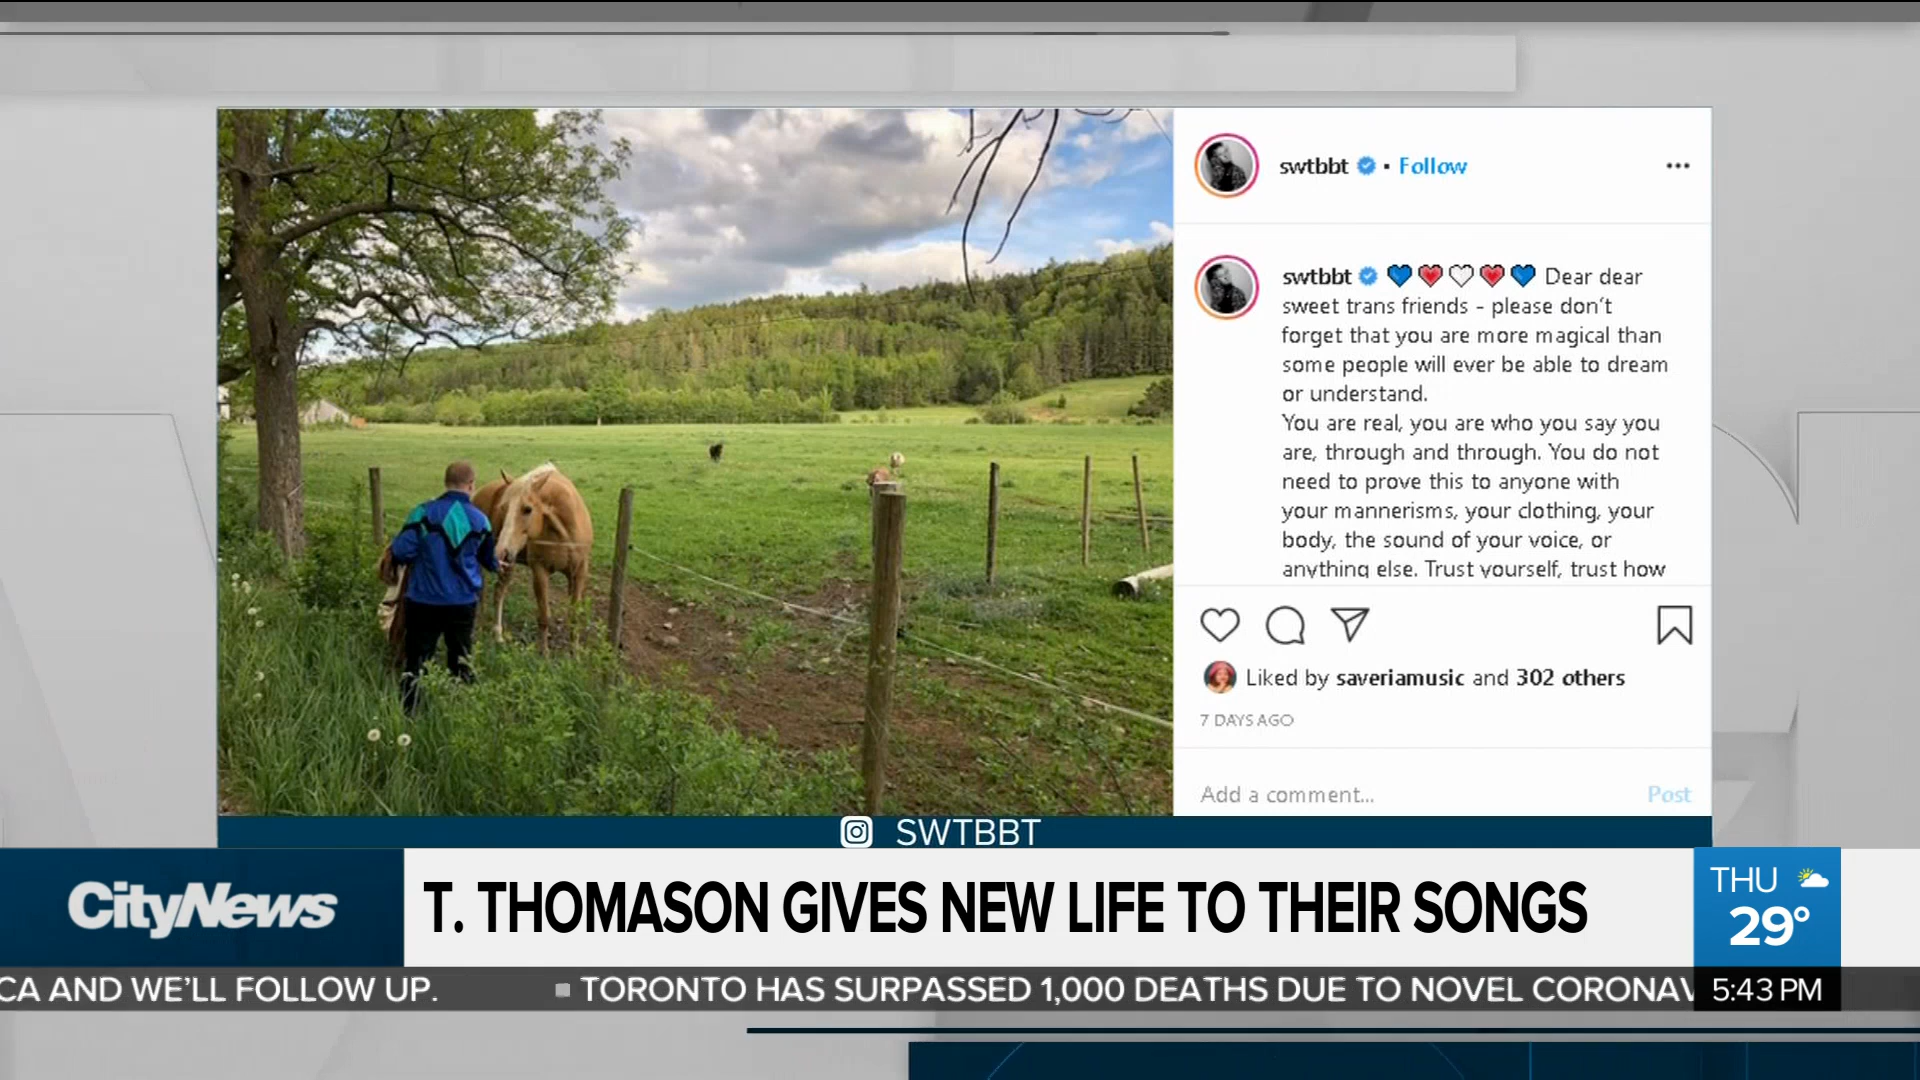 swtbbt • Follow
swtbbt 💙❤️🤍❤️💙 Dear dear
sweet trans friends - please don't
forget that you are more magical than
some people will ever be able to dream
or understand.
You are real, you are who you say you
are, through and through. You do not
need to prove this to anyone with
your mannerisms, your clothing, your
body, the sound of your voice, or
anything else. Trust yourself, trust how
Liked by saveriamusic and 302 others
7 DAYS AGO
Add a comment... Post
SWTBBT
CityNews
T. THOMASON GIVES NEW LIFE TO THEIR SONGS
THU
29°
CA AND WE'LL FOLLOW UP. TORONTO HAS SURPASSED 1,000 DEATHS DUE TO NOVEL CORONAV
5:43 PM